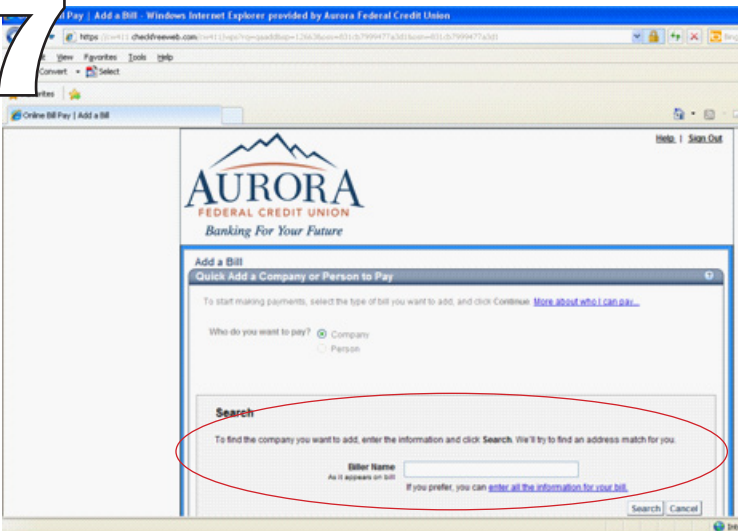 7
Pay | Add a Bill - Windows Internet Explorer provided by Aurora Federal Credit Union
View Favorites Tools Help
Convert Select
Online Bill Pay | Add a Bill
Help | Sign Out
AURORA
FEDERAL CREDIT UNION
Banking For Your Future
Add a Bill
Quick Add a Company or Person to Pay
To start making payments, select the type of bill you want to add, and click Continue. More about who I can pay...
Who do you want to pay? Company
Person
Search
To find the company you want to add, enter the information and click Search. We'll try to find an address match for you.
Biller Name
As it appears on bill
If you prefer, you can enter all the information for your bill.
Search Cancel